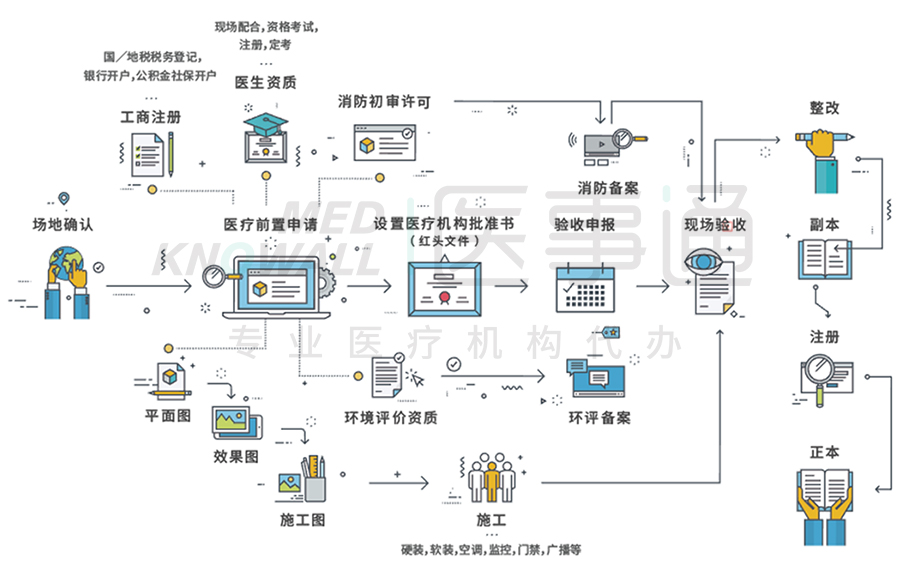 现场配合,资格考试,
注册,定考
国／地税税务登记,
银行开户,公积金社保开户
...
医生资质
...
工商注册
消防初审许可
整改
消防备案
场地确认
医疗前置申请
设置医疗机构批准书
(红头文件)
验收申报
现场验收
副本
MED
KNOWALL
医事通
专业医疗机构代办
注册
平面图
环境评价资质
环评备案
效果图
正本
施工图
施工
...
硬装,软装,空调,监控,门禁,广播等